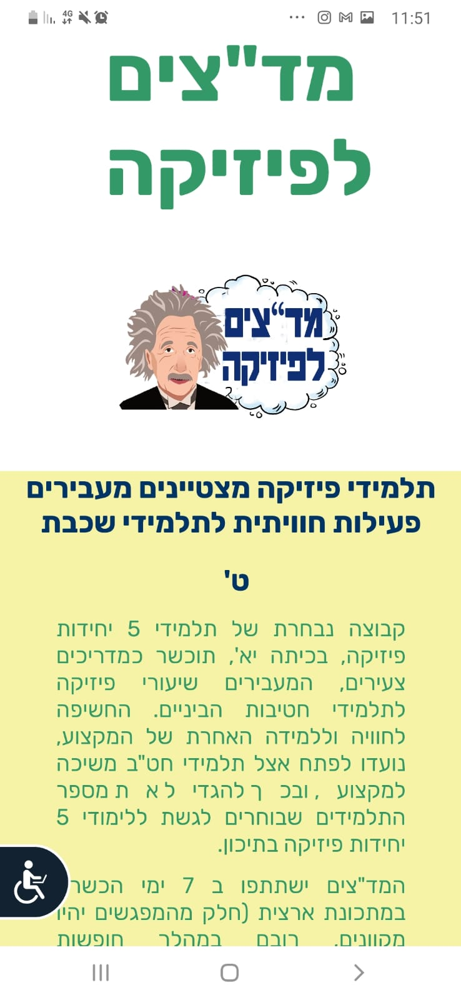 4G
11:51
מד"צים
לפיזיקה
מד“צים
לפיזיקה
תלמידי פיזיקה מצטיינים מעבירים
פעילות חוויתית לתלמידי שכבת
ט'
קבוצה נבחרת של תלמידי 5 יחידות
פיזיקה, בכיתה יא', תוכשר כמדריכים
צעירים, המעבירים שיעורי פיזיקה
לתלמידי חטיבות הביניים. החשיפה
לחוויה וללמידה האחרת של המקצוע,
נועדו לפתח אצל תלמידי חט"ב משיכה
למקצוע , ובכ ך להגדי ל א ת מספר
התלמידים שבוחרים לגשת ללימודי 5
יחידות פיזיקה בתיכון.
המד"צים ישתתפו ב 7 ימי הכשר
במתכונת ארצית (חלק מהמפגשים יהיו
מקוונים, רובם במהלך חופשות